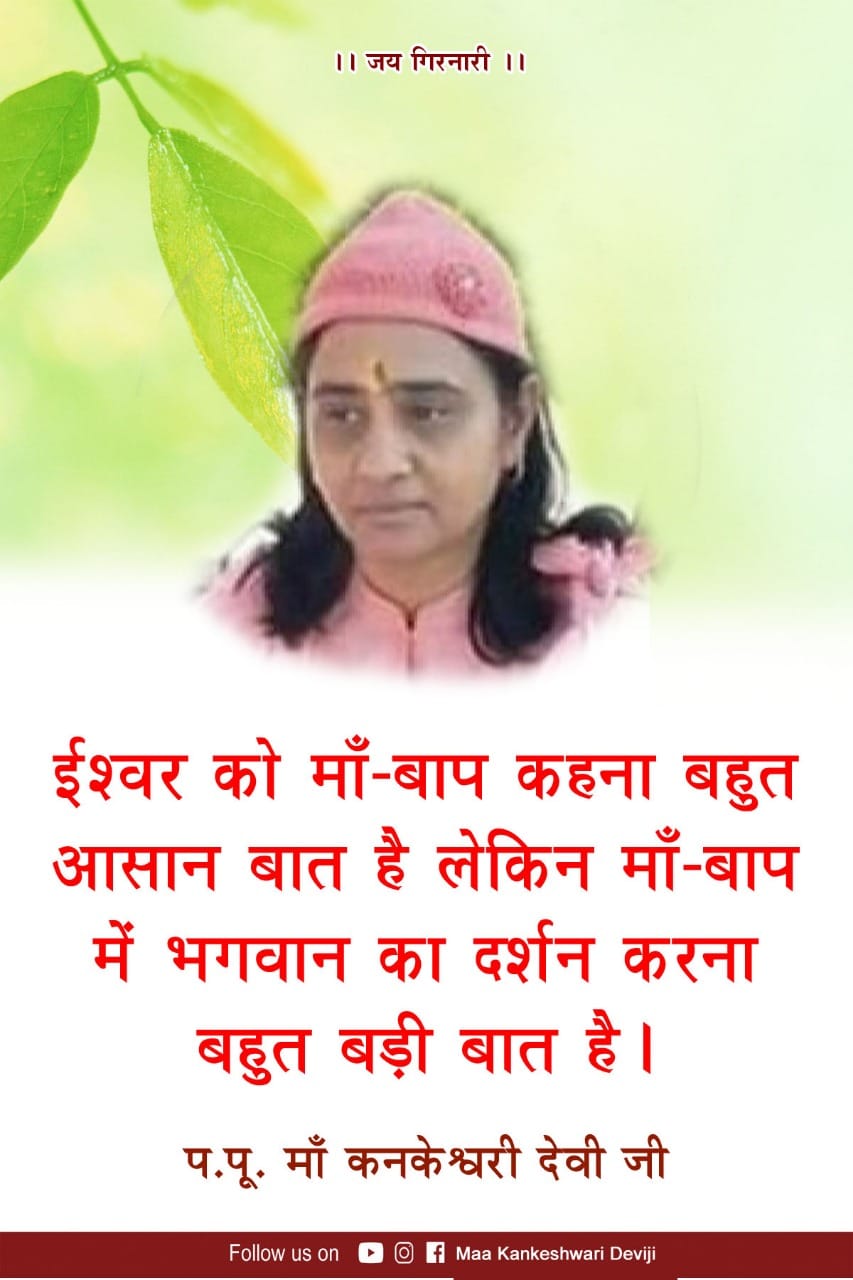 ।। जय गिरनारी ।।
ईश्वर को माँ-बाप कहना बहुत
आसान बात है लेकिन माँ-बाप
में भगवान का दर्शन करना
बहुत बड़ी बात है।
प.पू. माँ कनकेश्वरी देवी जी
Follow us on Maa Kankeshwari Deviji